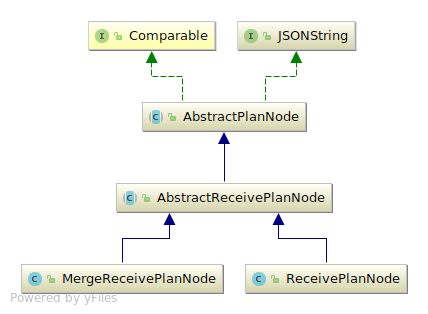 Comparable
JSONString
AbstractPlanNode
AbstractReceivePlanNode
MergeReceivePlanNode
ReceivePlanNode
Powered by yFiles